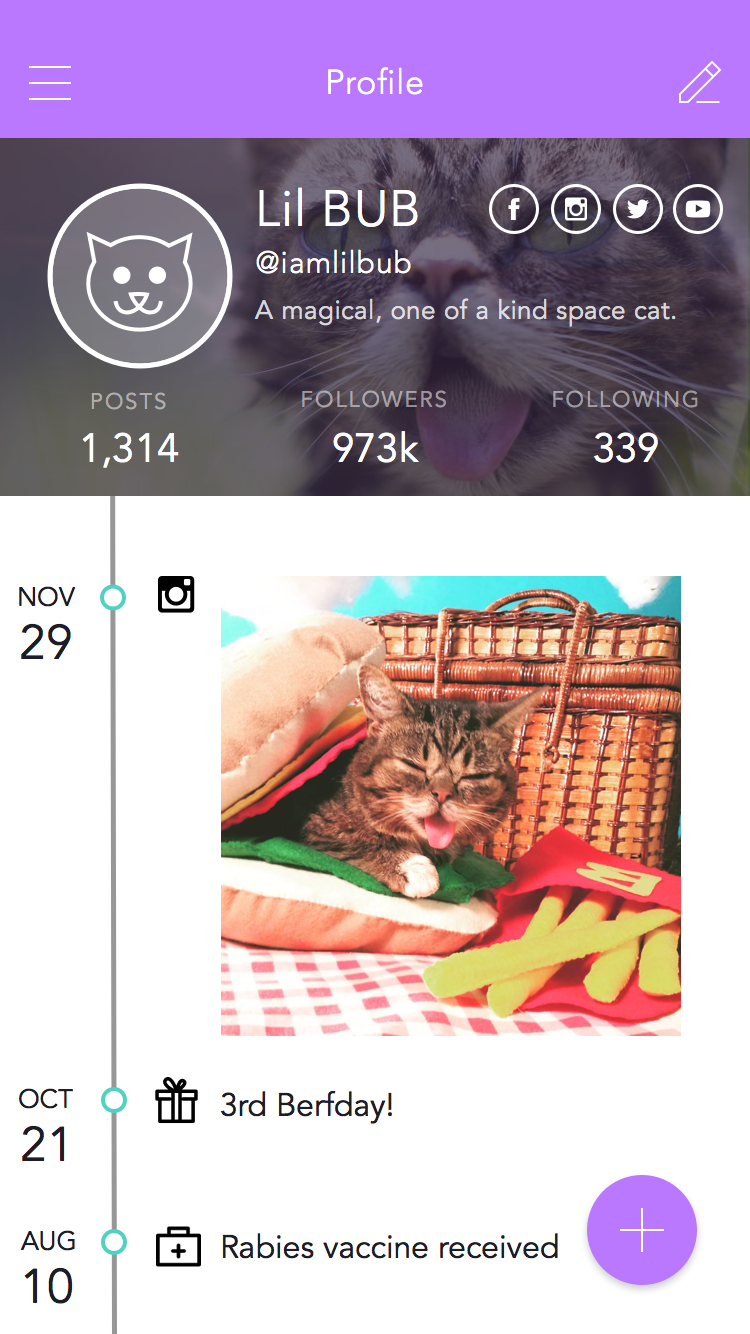 Profile
Lil BUB
@iamlilbub
A magical, one of a kind space cat.
POSTS FOLLOWERS FOLLOWING
1,314 973k 339
NOV
29
OCT
21
3rd Berfday!
AUG
10
Rabies vaccine received